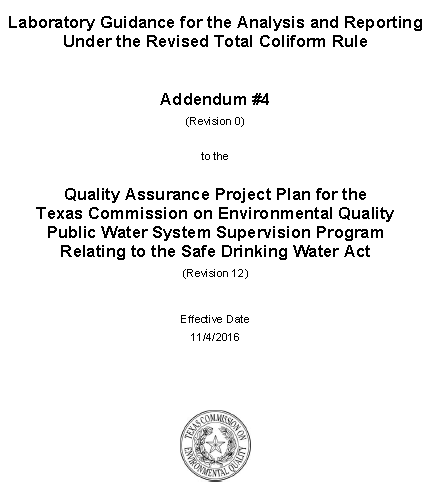 Laboratory Guidance for the Analysis and Reporting
Under the Revised Total Coliform Rule
Addendum #4
(Revision 0)
to the
Quality Assurance Project Plan for the
Texas Commission on Environmental Quality
Public Water System Supervision Program
Relating to the Safe Drinking Water Act
(Revision 12)
Effective Date
11/4/2016
TEXAS COMMISSION ON
ENVIRONMENTAL QUALITY